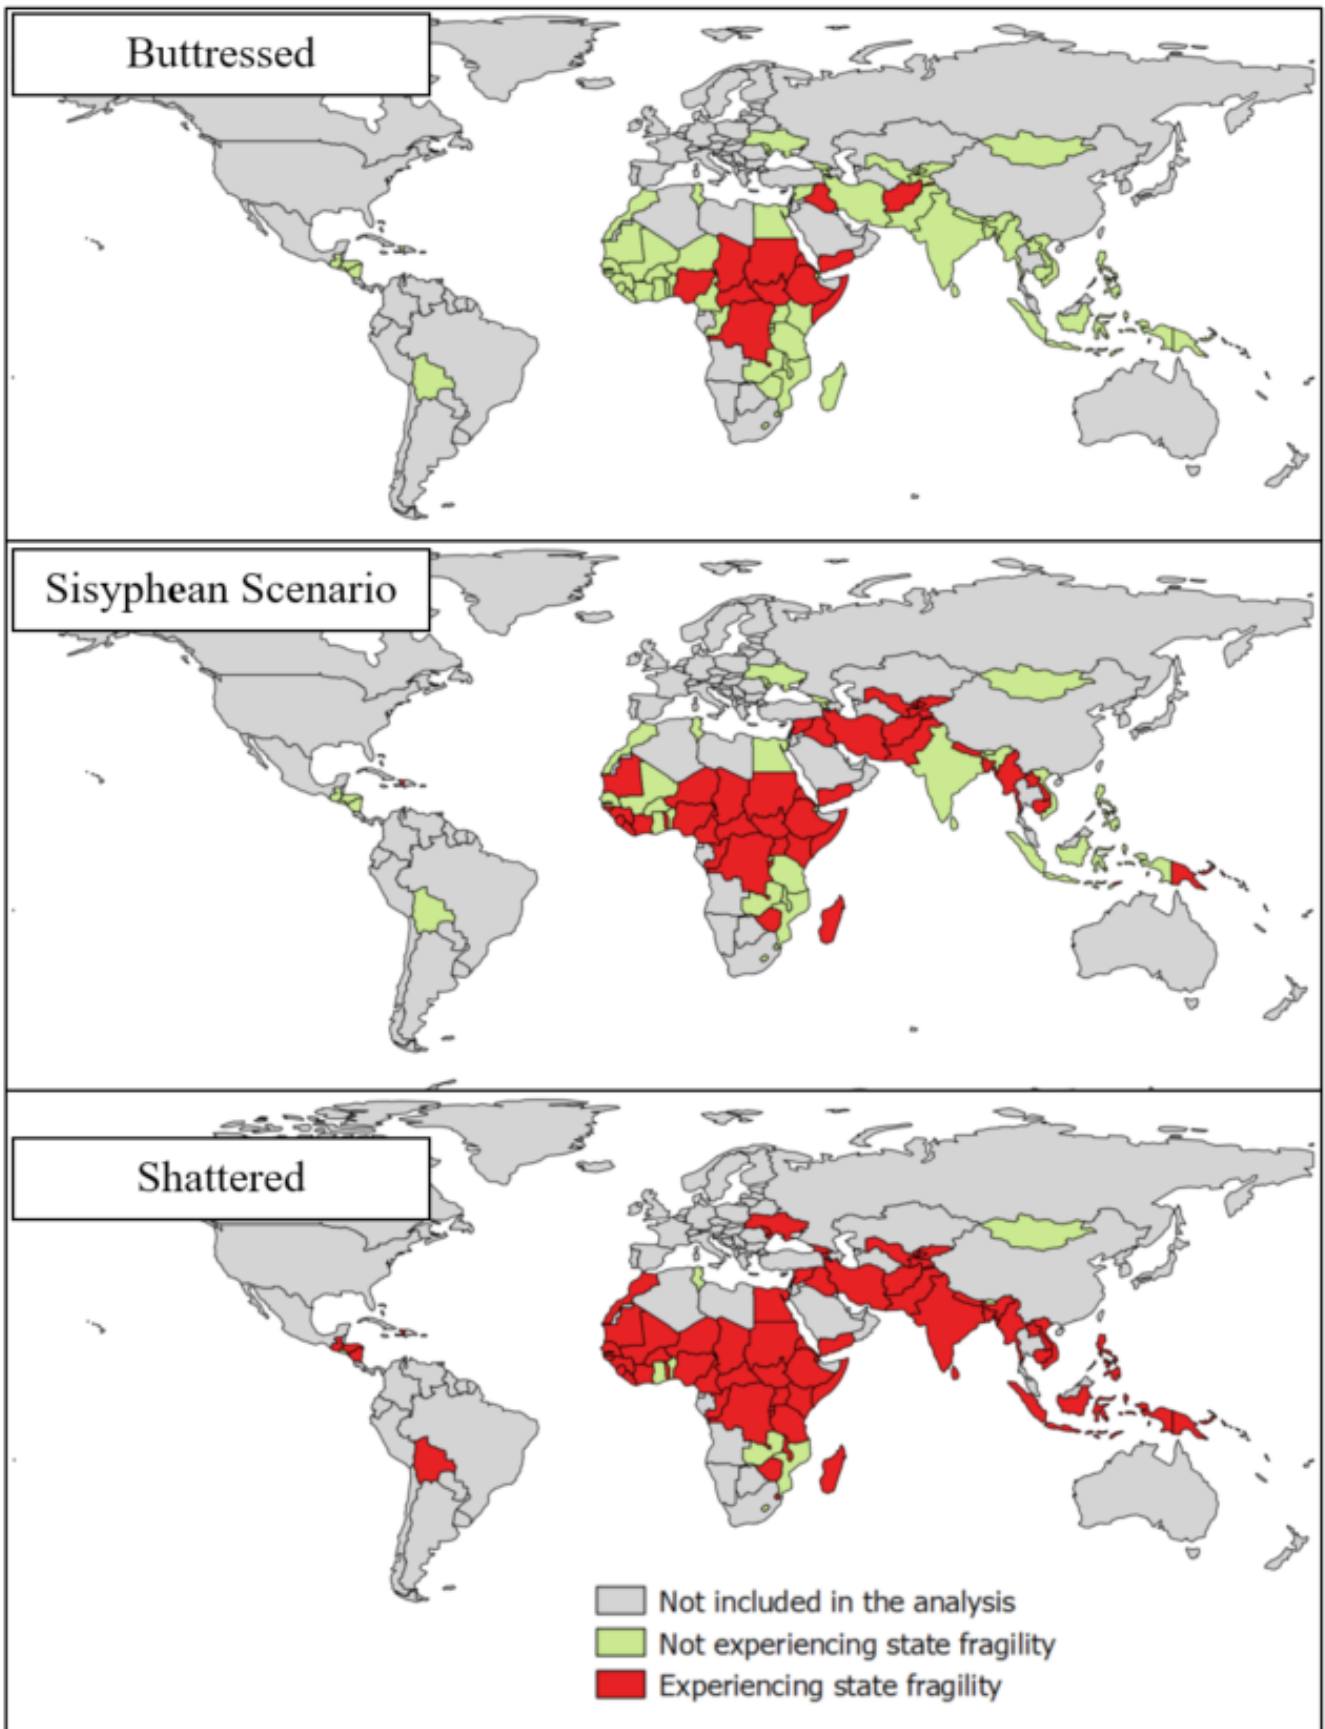 Buttressed
Sisyphean Scenario
Shattered
Not included in the analysis
Not experiencing state fragility
Experiencing state fragility